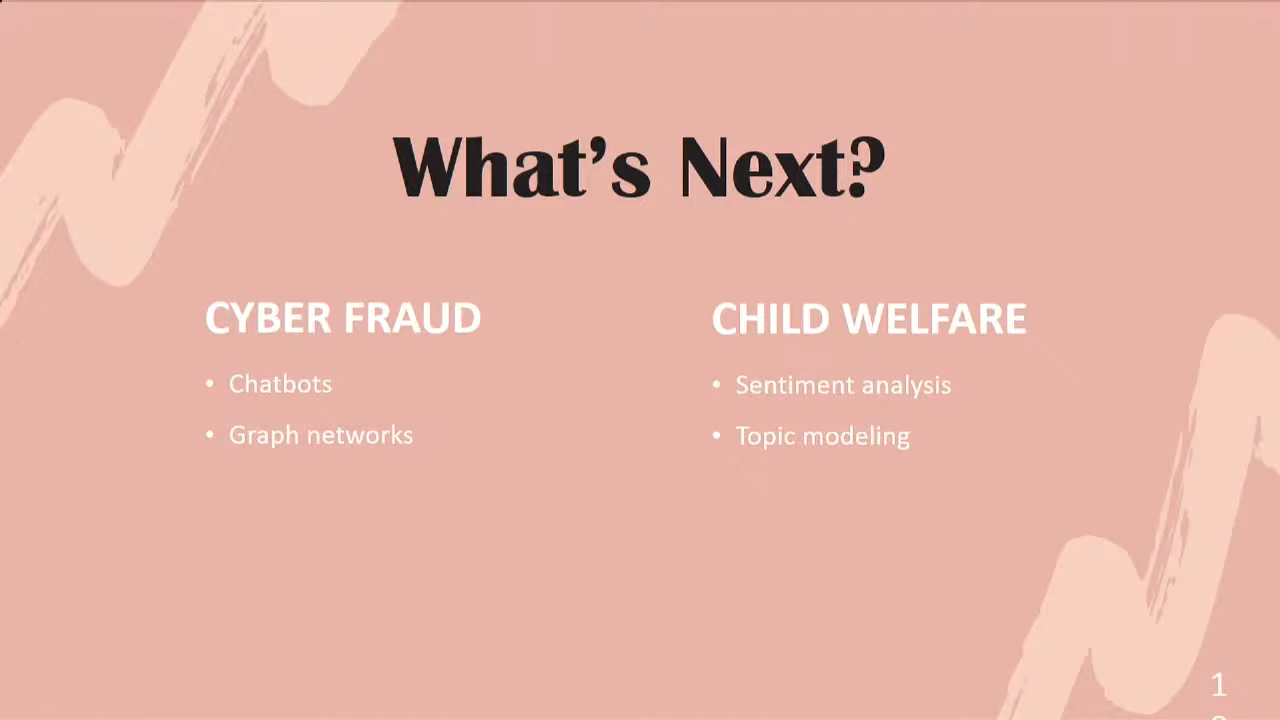 What's Next?
CYBER FRAUD
• Chatbots
• Graph networks
CHILD WELFARE
• Sentiment analysis
• Topic modeling
1